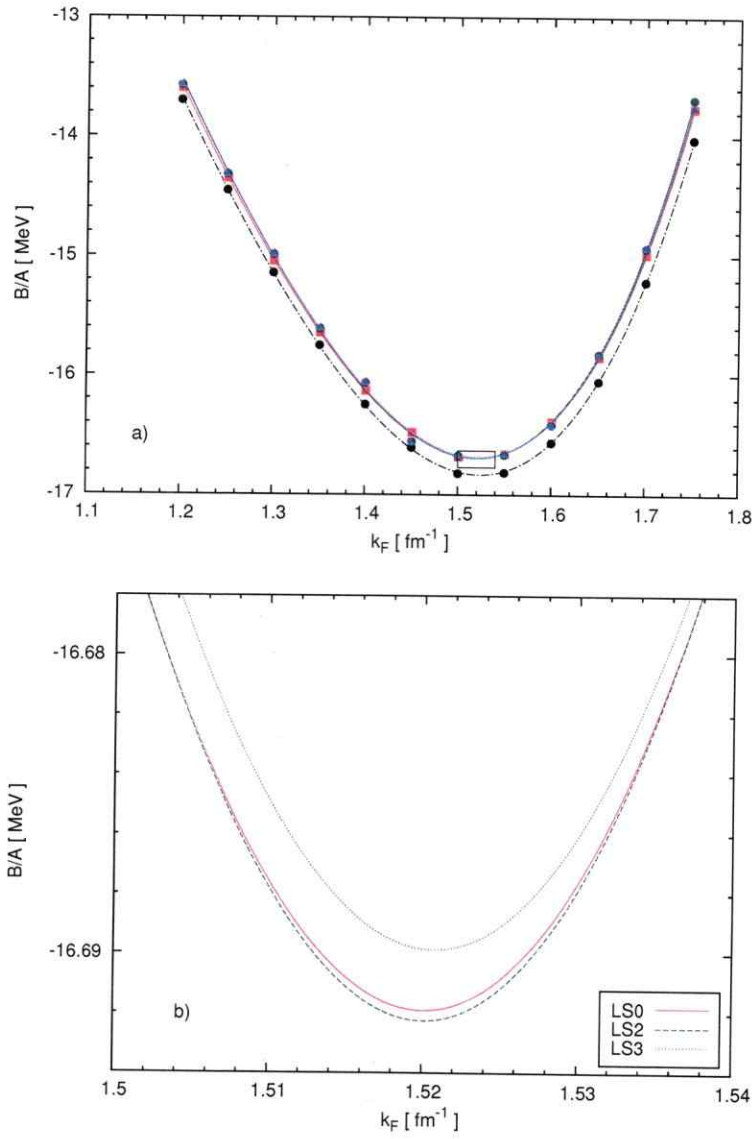 -13
-14
-15
-16
-17
B/A [ MeV ]
a)
1.1 1.2 1.3 1.4 1.5 1.6 1.7 1.8
k_F [ fm⁻¹ ]
-16.68
-16.69
B/A [ MeV ]
b)
LS0
LS2
LS3
1.5 1.51 1.52 1.53 1.54
k_F [ fm⁻¹ ]